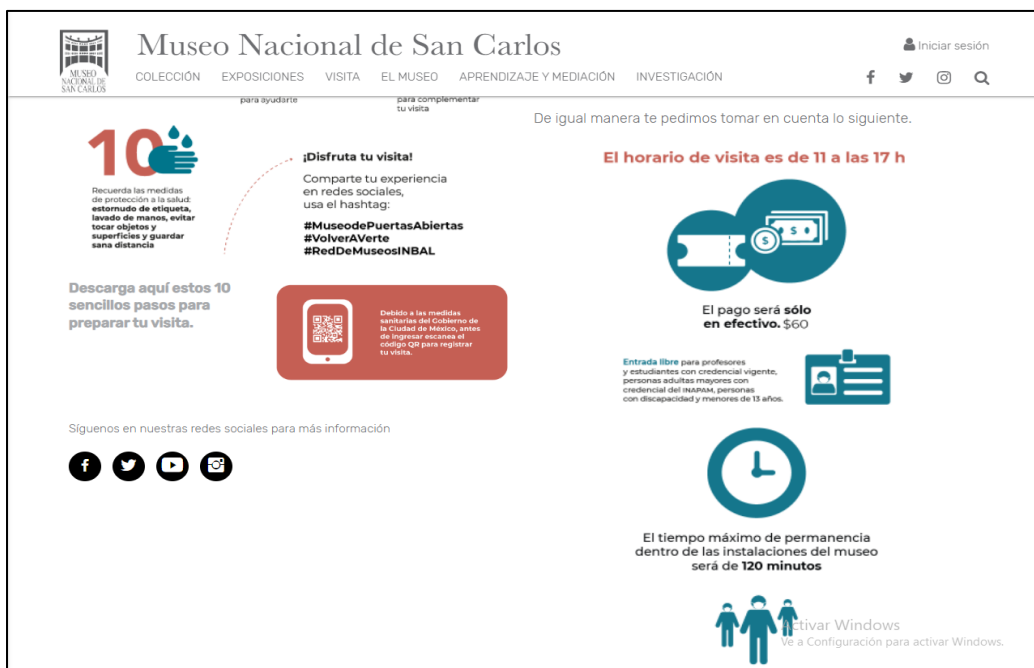 MUSEO
NACIONAL DE
SAN CARLOS
Museo Nacional de San Carlos
Iniciar sesión
COLECCIÓN EXPOSICIONES VISITA EL MUSEO APRENDIZAJE Y MEDIACIÓN INVESTIGACIÓN
para ayudarte
para complementar
tu visita
10
Recuerda las medidas
de protección a la salud:
estornudo de etiqueta,
lavado de manos, evitar
tocar objetos y
superficies y guardar
sana distancia
¡Disfruta tu visita!
Comparte tu experiencia
en redes sociales,
usa el hashtag:
#MuseodePuertasAbiertas
#VolverAVerte
#RedDeMuseosINBAL
Descarga aquí estos 10
sencillos pasos para
preparar tu visita.
Debido a las medidas
sanitarias del Gobierno de
la Ciudad de México, antes
de ingresar escanea el
código QR para registrar
tu visita.
Síguenos en nuestras redes sociales para más información
De igual manera te pedimos tomar en cuenta lo siguiente.
El horario de visita es de 11 a las 17 h
$ $
El pago será sólo
en efectivo. $60
Entrada libre para profesores
y estudiantes con credencial vigente,
personas adultas mayores con
credencial del INAPAM, personas
con discapacidad y menores de 13 años.
El tiempo máximo de permanencia
dentro de las instalaciones del museo
será de 120 minutos
Activar Windows
Ve a Configuración para activar Windows.